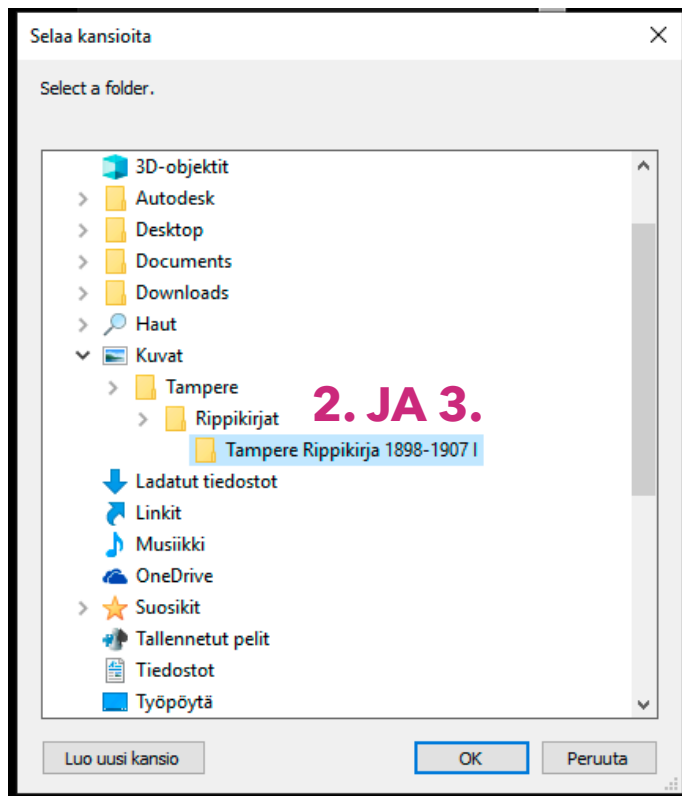 Selaa kansioita
Select a folder.
3D-objektit
Autodesk
Desktop
Documents
Downloads
Haut
Kuvat
Tampere
2. JA 3.
Rippikirjat
Tampere Rippikirja 1898-1907 I
Ladatut tiedostot
Linkit
Musiikki
OneDrive
Suosikit
Tallennetut pelit
Tiedostot
Työpöytä
Luo uusi kansio OK Peruuta